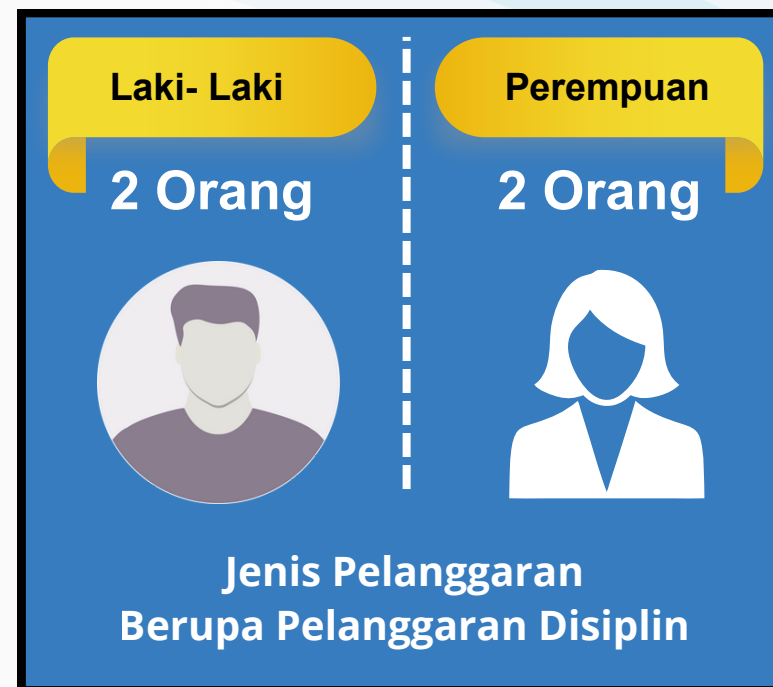 Laki- Laki
2 Orang
Perempuan
2 Orang
Jenis Pelanggaran
Berupa Pelanggaran Disiplin